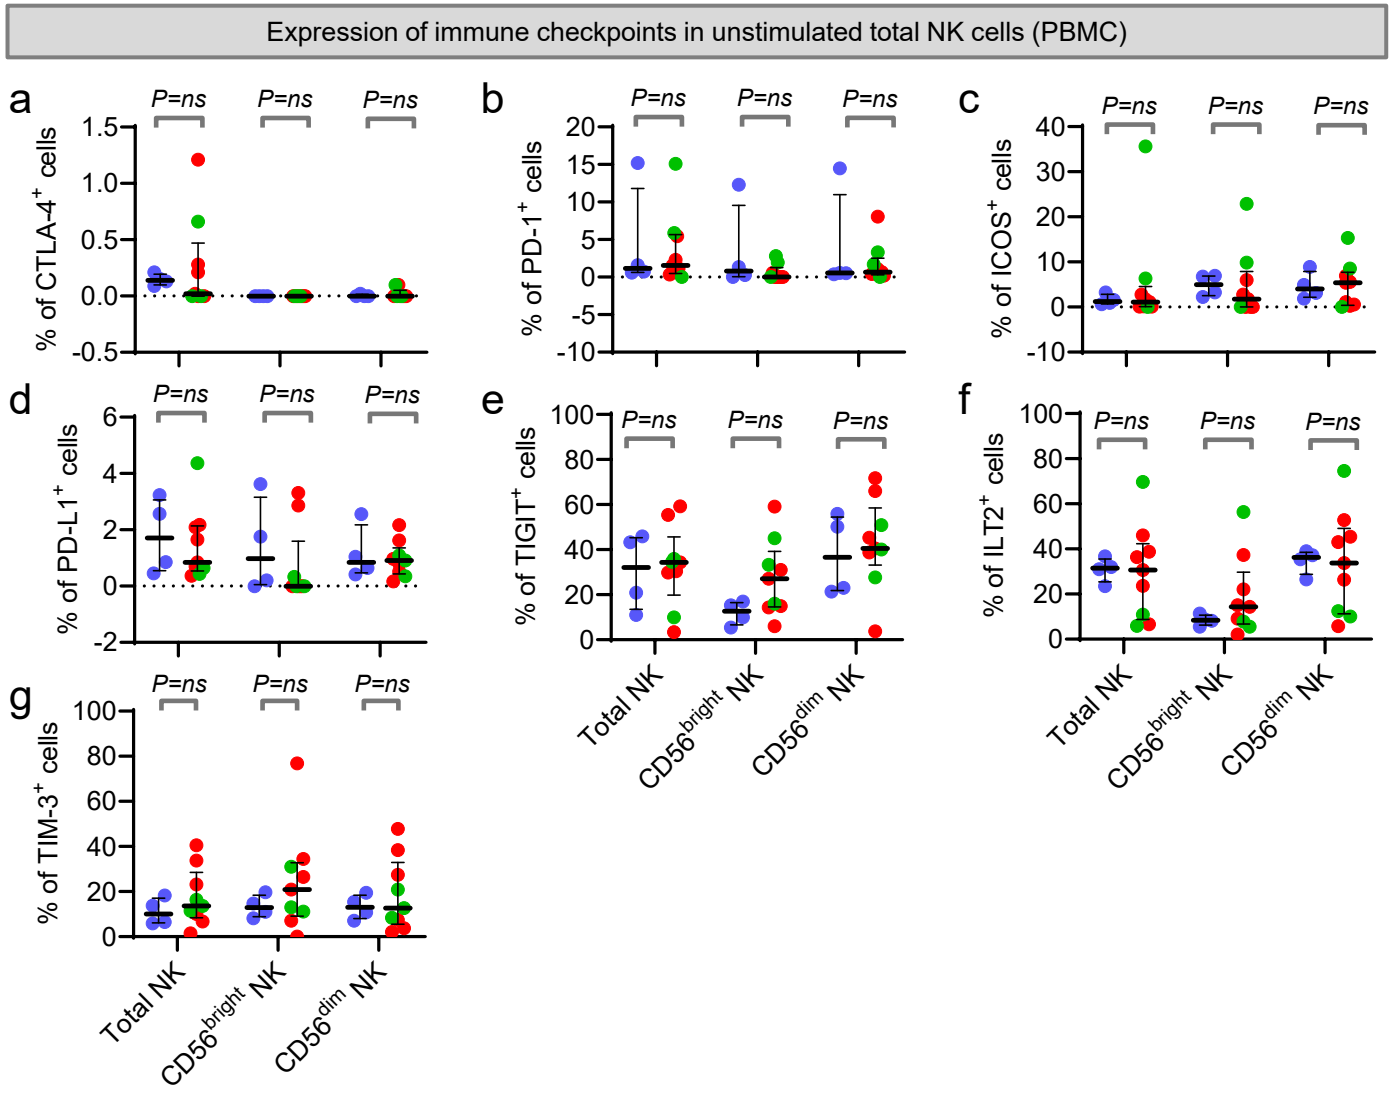 Expression of immune checkpoints in unstimulated total NK cells (PBMC)
a
P=ns P=ns P=ns
% of CTLA-4+ cells
1.5
1.0
0.5
0.0
-0.5
b
P=ns P=ns P=ns
% of PD-1+ cells
20
15
10
5
0
-5
-10
c
P=ns P=ns P=ns
% of ICOS+ cells
40
30
20
10
0
-10
d
P=ns P=ns P=ns
% of PD-L1+ cells
6
4
2
0
-2
e
P=ns P=ns P=ns
% of TIGIT+ cells
100
80
60
40
20
0
Total NK
CD56bright NK
CD56dim NK
f
P=ns P=ns P=ns
% of ILT2+ cells
100
80
60
40
20
0
Total NK
CD56bright NK
CD56dim NK
g
P=ns P=ns P=ns
% of TIM-3+ cells
100
80
60
40
20
0
Total NK
CD56bright NK
CD56dim NK